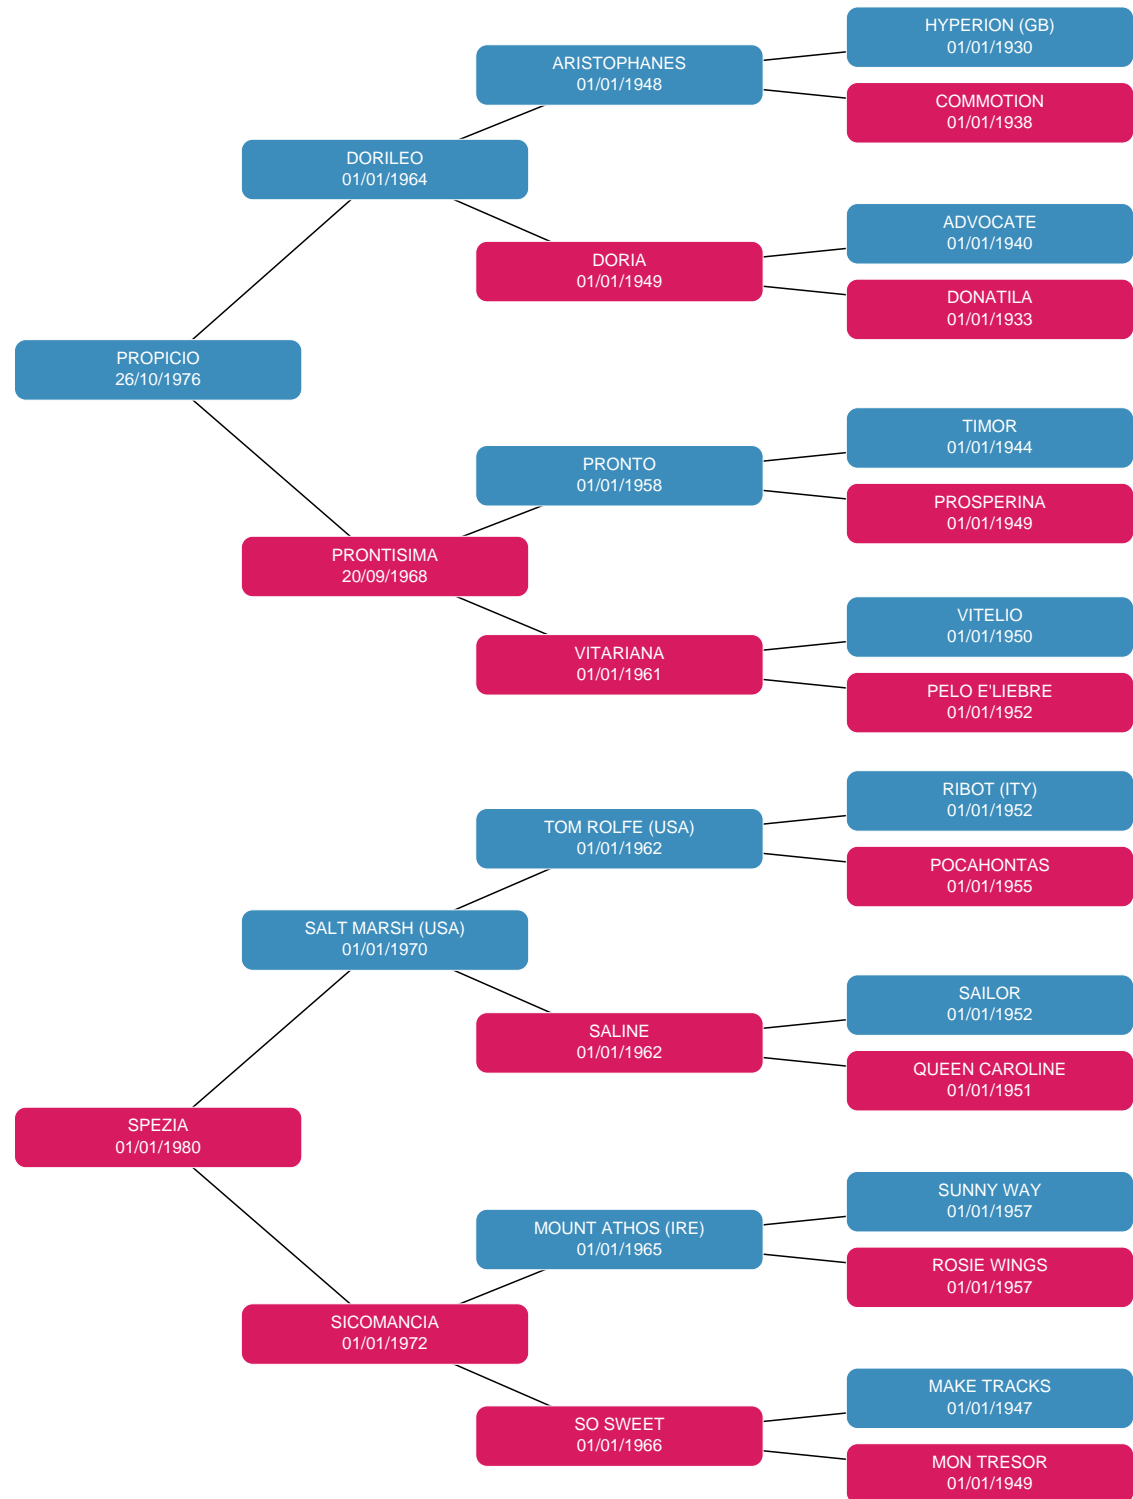 HYPERION (GB)
01/01/1930
ARISTOPHANES
01/01/1948
COMMOTION
01/01/1938
DORILEO
01/01/1964
ADVOCATE
01/01/1940
DORIA
01/01/1949
DONATILA
01/01/1933
PROPICIO
26/10/1976
TIMOR
01/01/1944
PRONTO
01/01/1958
PROSPERINA
01/01/1949
PRONTISIMA
20/09/1968
VITELIO
01/01/1950
VITARIANA
01/01/1961
PELO E'LIEBRE
01/01/1952
RIBOT (ITY)
01/01/1952
TOM ROLFE (USA)
01/01/1962
POCAHONTAS
01/01/1955
SALT MARSH (USA)
01/01/1970
SAILOR
01/01/1952
SALINE
01/01/1962
QUEEN CAROLINE
01/01/1951
SPEZIA
01/01/1980
SUNNY WAY
01/01/1957
MOUNT ATHOS (IRE)
01/01/1965
ROSIE WINGS
01/01/1957
SICOMANCIA
01/01/1972
MAKE TRACKS
01/01/1947
SO SWEET
01/01/1966
MON TRESOR
01/01/1949